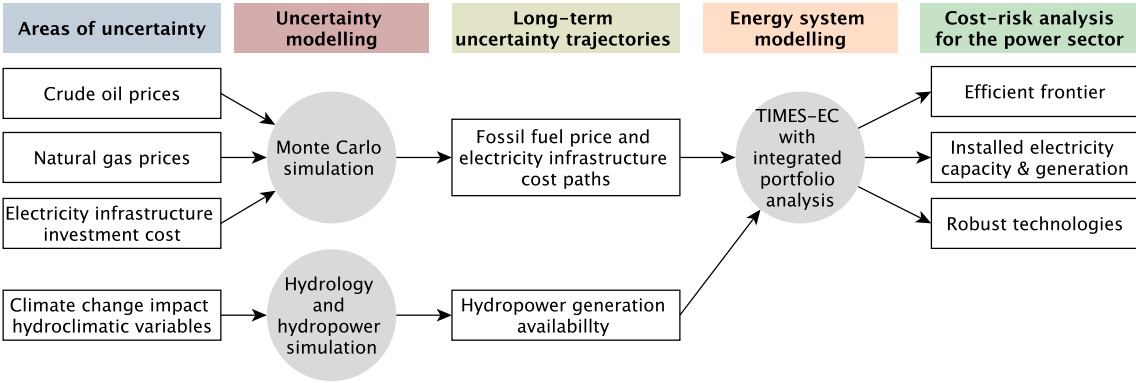 Areas of uncertainty
Uncertainty
modelling
Long-term
uncertainty trajectories
Energy system
modelling
Cost-risk analysis
for the power sector
Crude oil prices
Natural gas prices
Electricity infrastructure
investment cost
Climate change impact
hydroclimatic variables
Monte Carlo
simulation
Hydrology
and
hydropower
simulation
Fossil fuel price and
electricity infrastructure
cost paths
Hydropower generation
availabillty
TIMES-EC
with
integrated
portfolio
analysis
Efficient frontier
Installed electricity
capacity & generation
Robust technologies